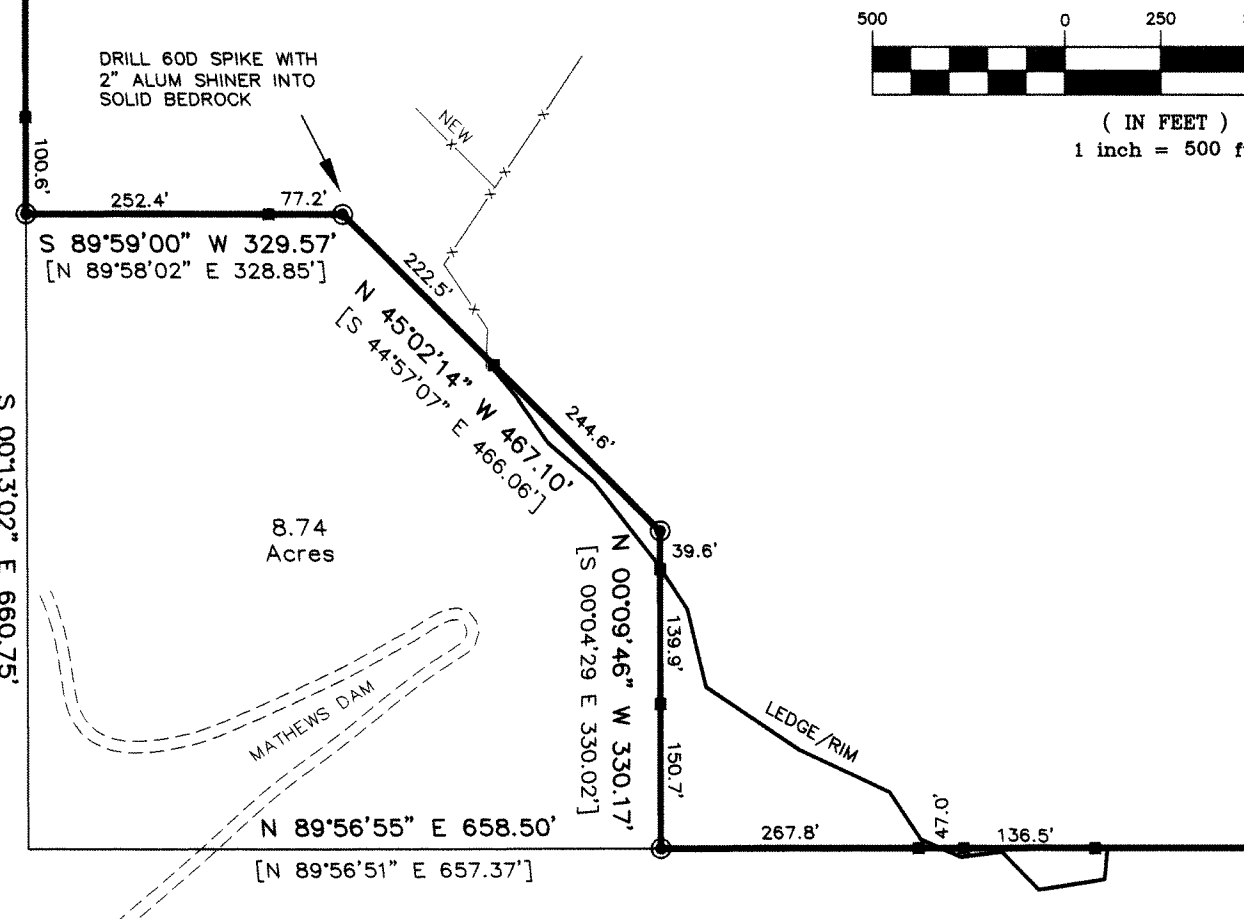 DRILL 60D SPIKE WITH
2" ALUM SHINER INTO
SOLID BEDROCK
500 0 250
( IN FEET )
1 inch = 500 f
NEW
100.6'
252.4'
77.2'
S 89°59'00" W 329.57'
[N 89°58'02" E 328.85']
222.5'
N 45°02'14" W 467.10'
[S 44°57'07" E 466.06']
244.6'
S 00°13'02" E 660.75'
8.74
Acres
39.6'
N 00°09'46" W 330.17'
[S 00°04'29 E 330.02']
139.9'
150.7'
MATHEWS DAM
LEDGE/RIM
N 89°56'55" E 658.50'
[N 89°56'51" E 657.37']
267.8'
47.0'
136.5'